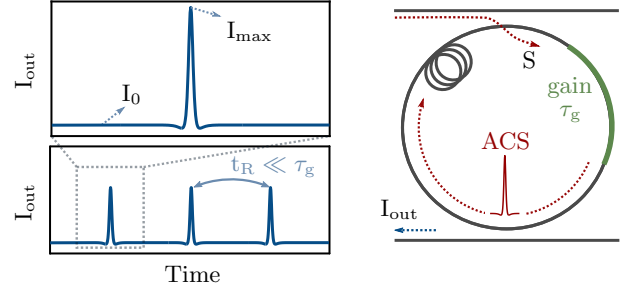 I_out
I_max
I_0
I_out
t_R ≪ τ_g
Time
S
gain
τ_g
ACS
I_out